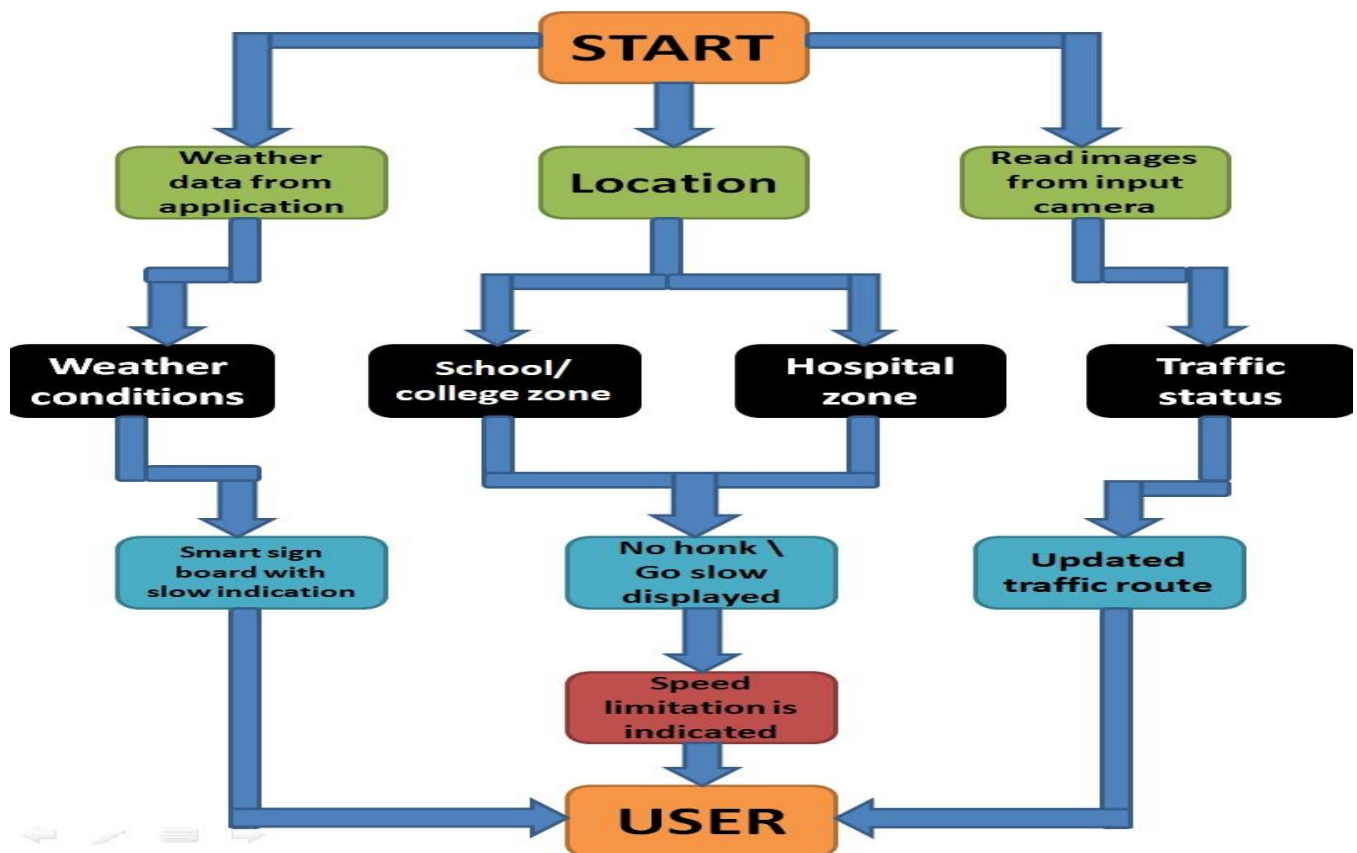 START
Weather
data from
application
Location
Read images
from input
camera
Weather
conditions
School/
college zone
Hospital
zone
Traffic
status
Smart sign
board with
slow indication
No honk \
Go slow
displayed
Updated
traffic route
Speed
limitation is
indicated
USER